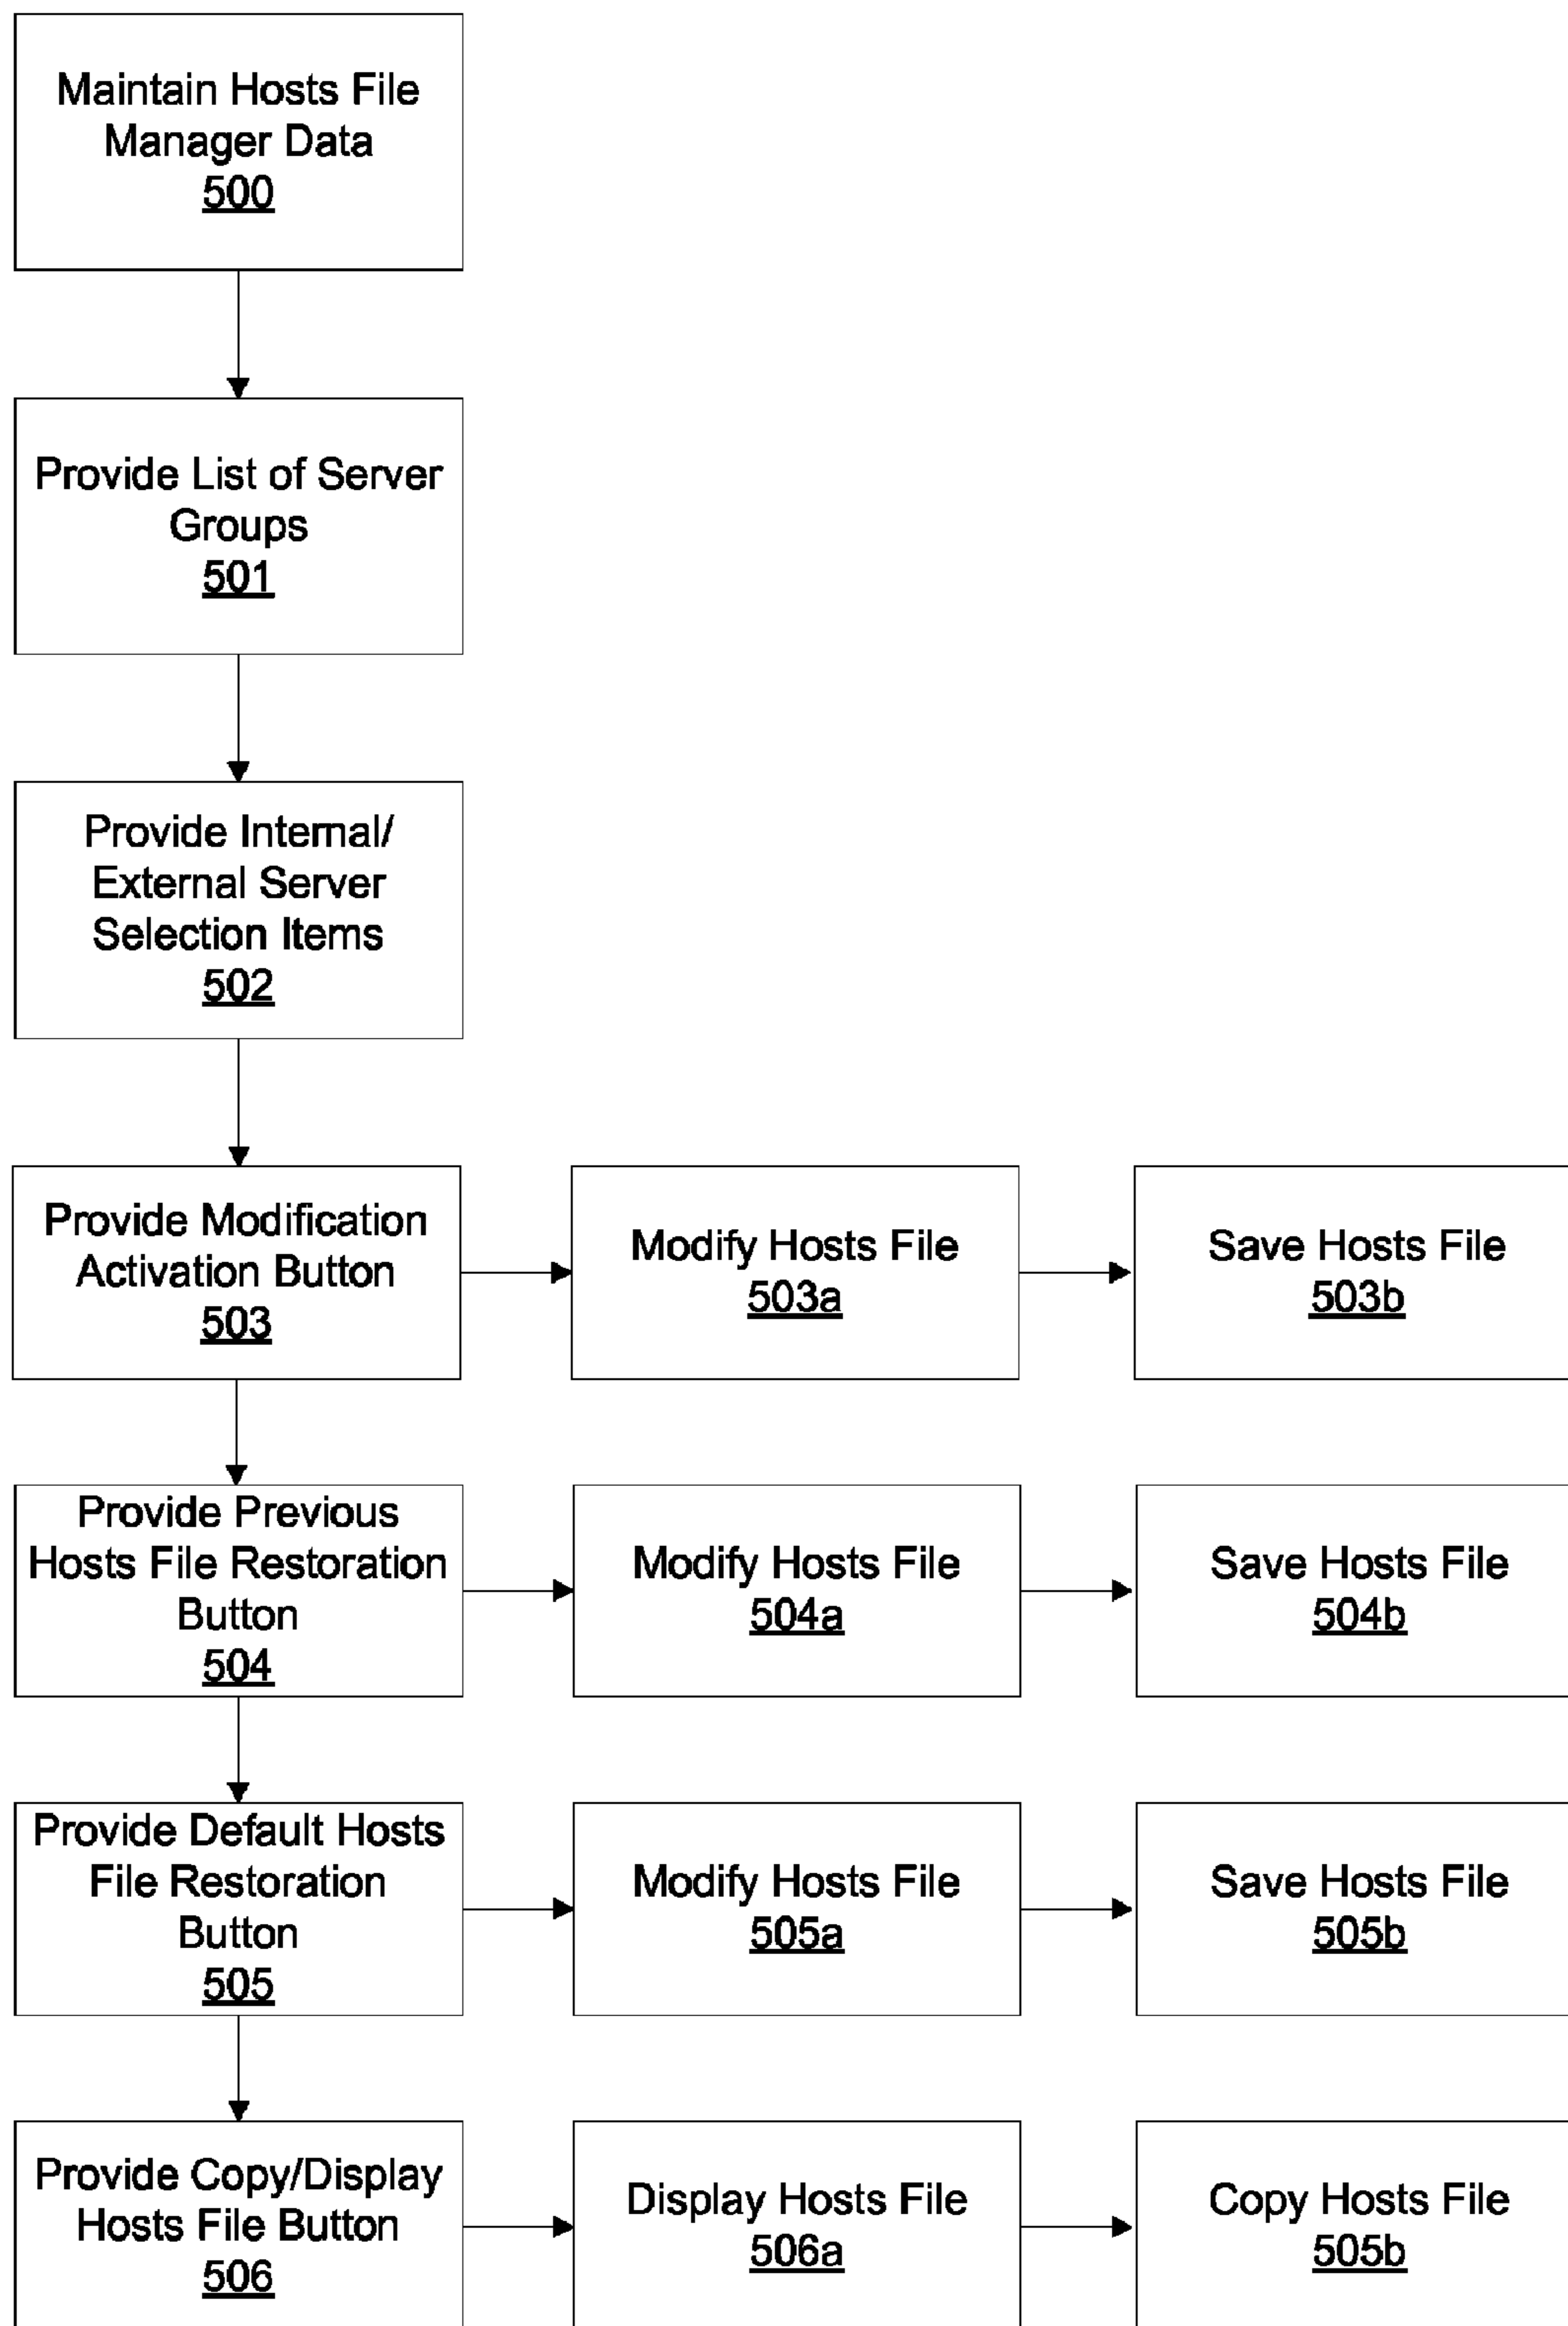 Maintain Hosts File
Manager Data
500
Provide List of Server
Groups
501
Provide Internal/
External Server
Selection Items
502
Provide Modification
Activation Button
503
Modify Hosts File
503a
Save Hosts File
503b
Provide Previous
Hosts File Restoration
Button
504
Modify Hosts File
504a
Save Hosts File
504b
Provide Default Hosts
File Restoration
Button
505
Modify Hosts File
505a
Save Hosts File
505b
Provide Copy/Display
Hosts File Button
506
Display Hosts File
506a
Copy Hosts File
505b